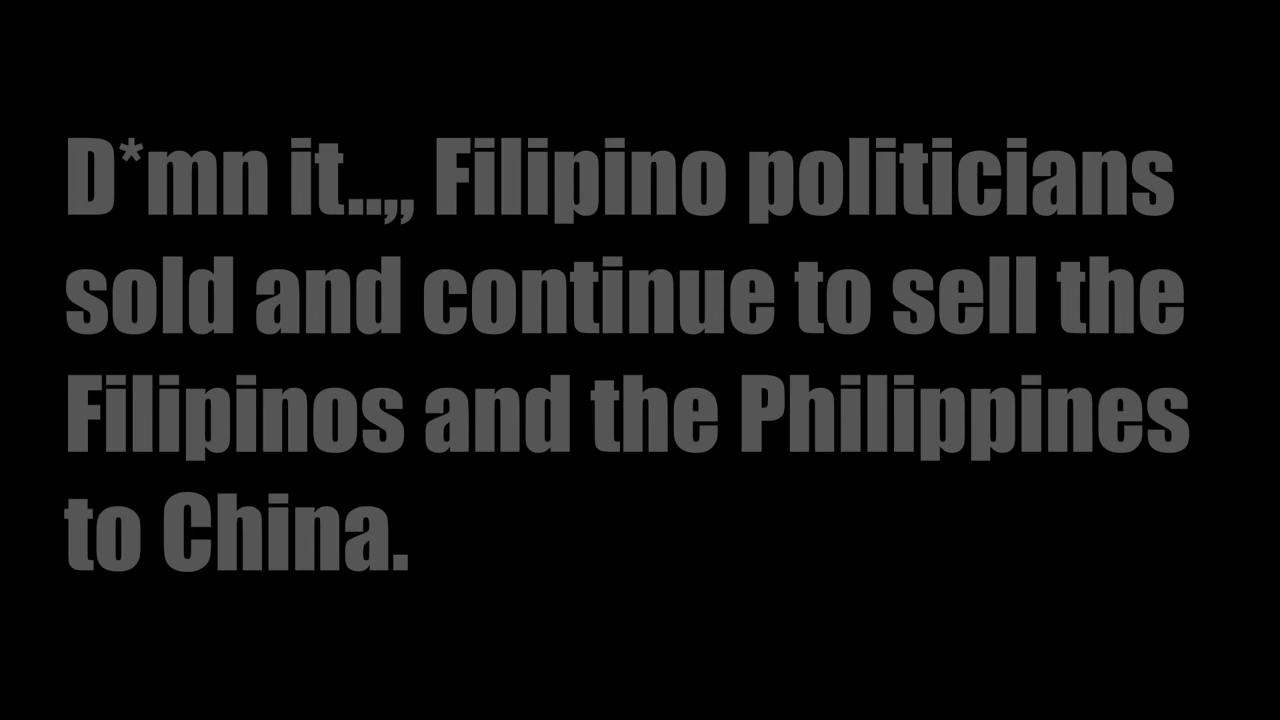 D*mn it..,, Filipino politicians
sold and continue to sell the
Filipinos and the Philippines
to China.